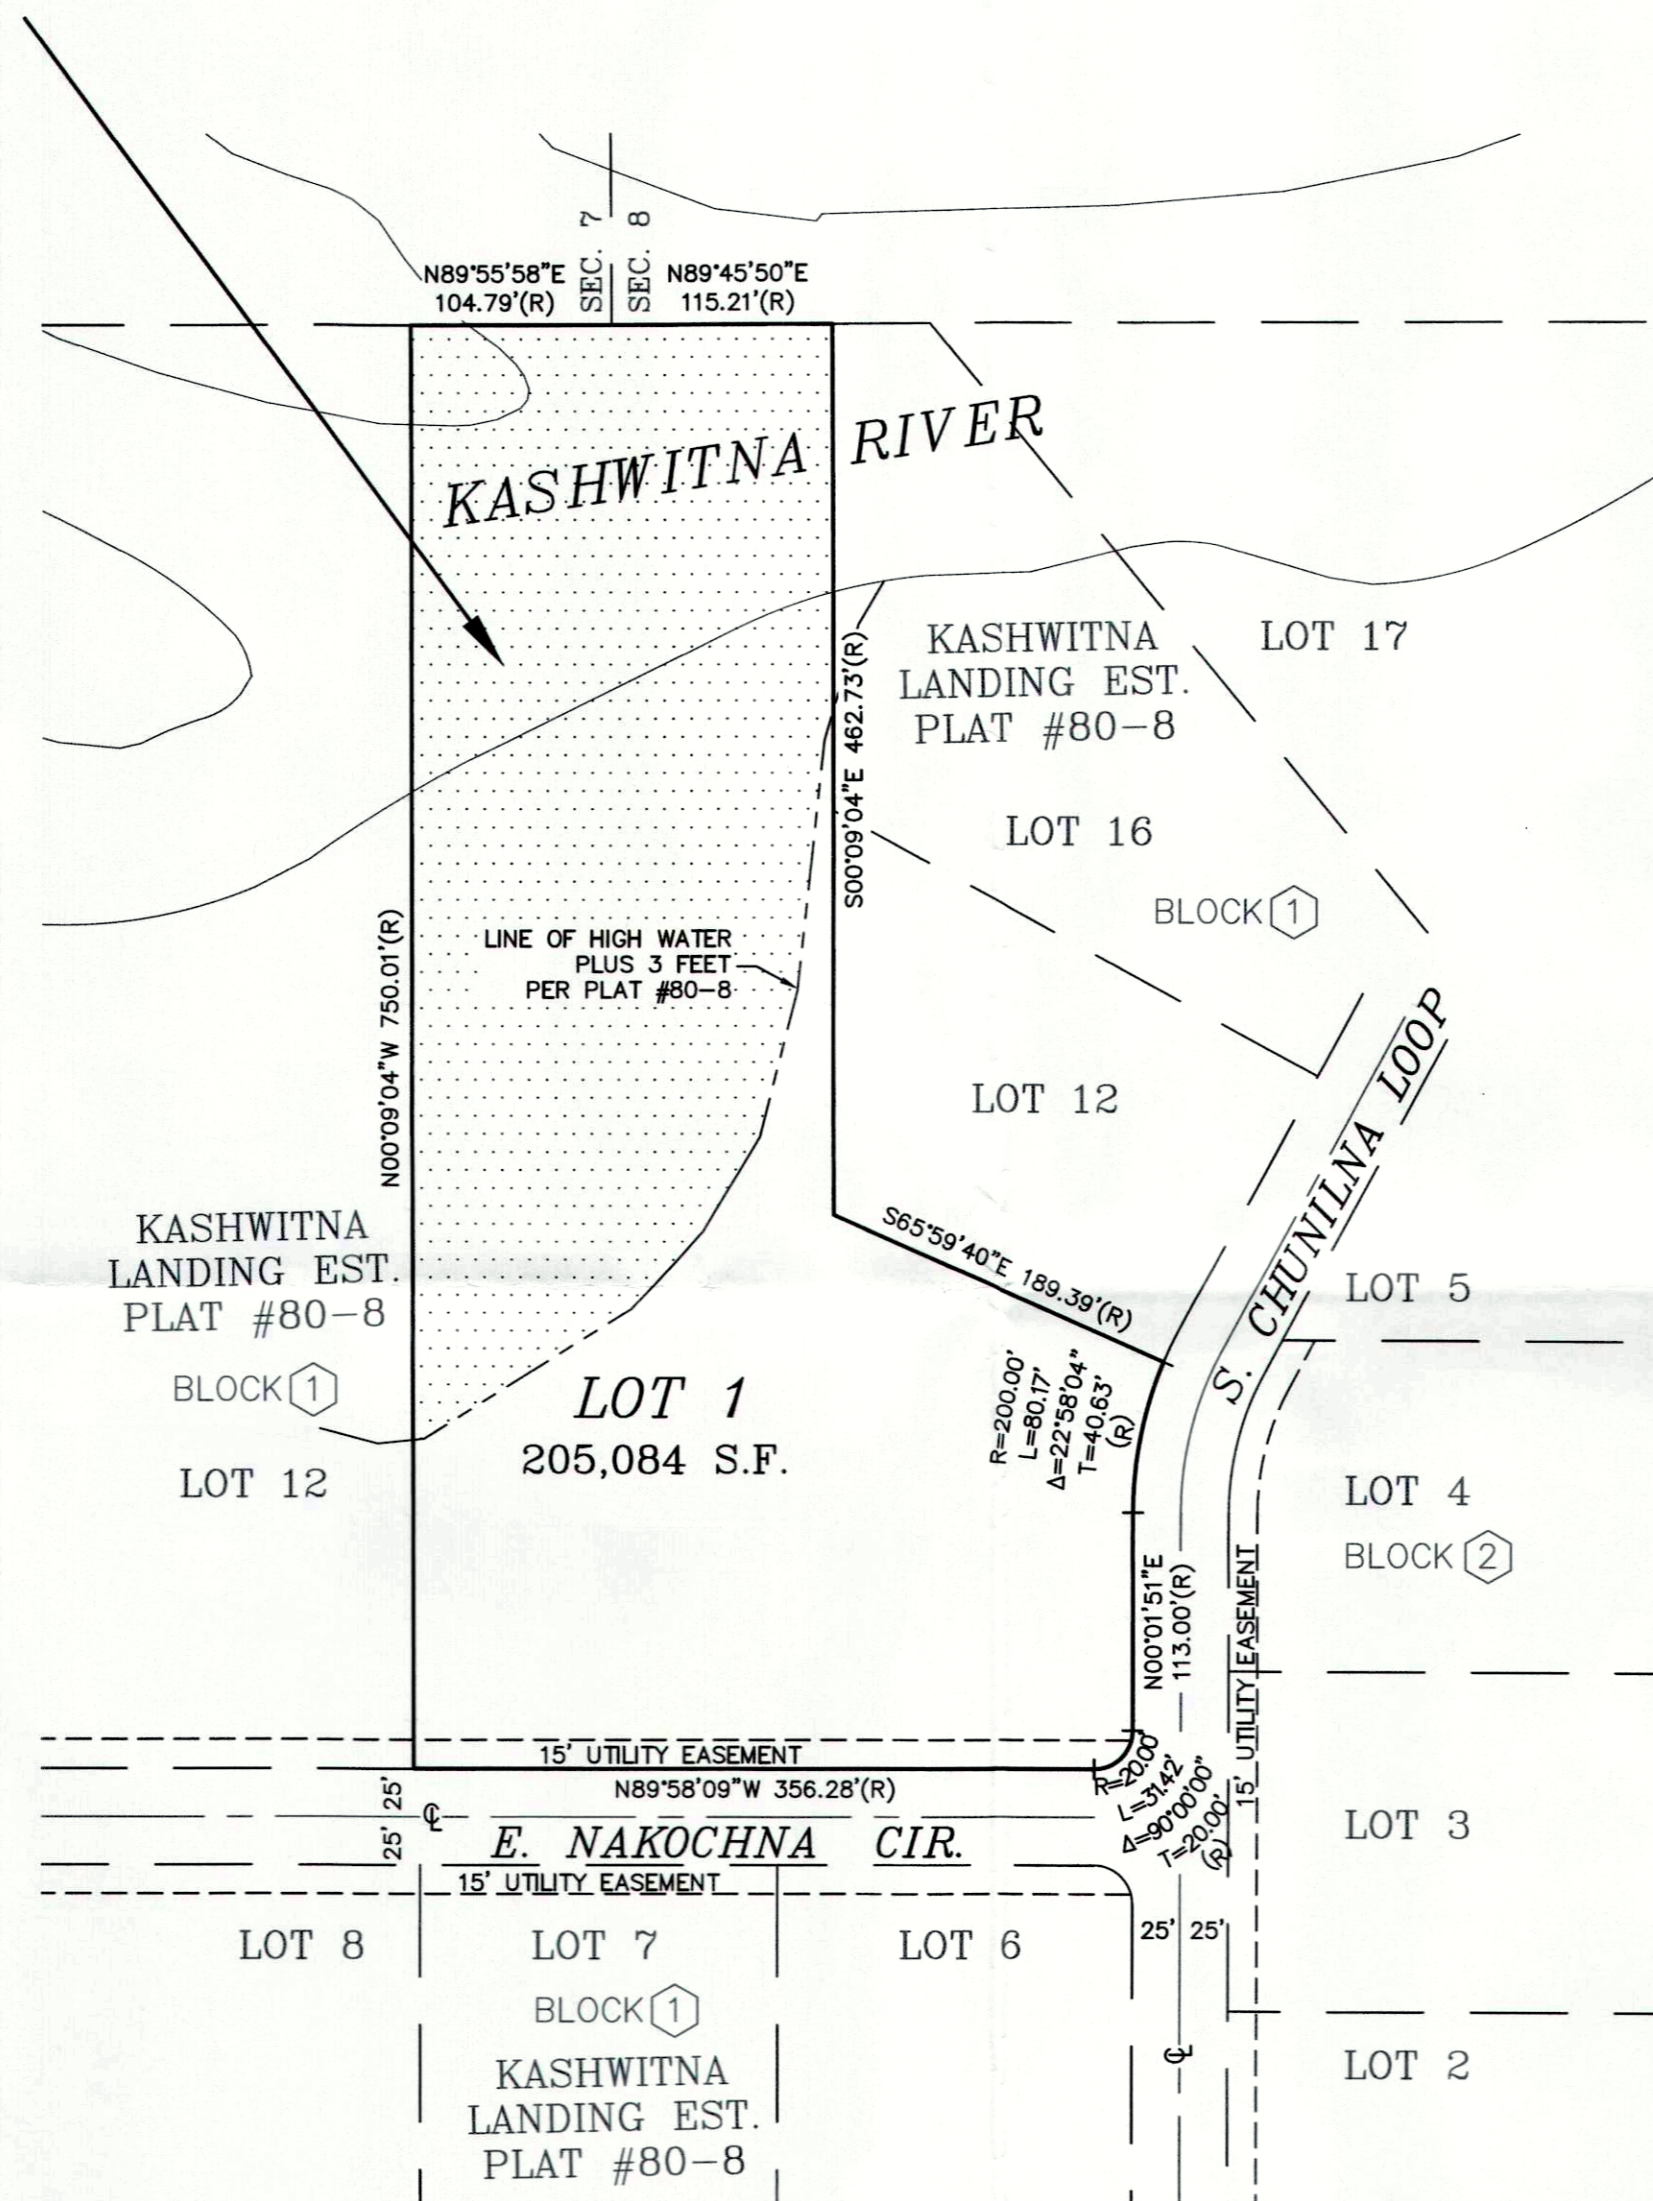 SEC. 7
SEC. 8
N89°55'58"E
104.79'(R)
N89°45'50"E
115.21'(R)
KASHWITNA RIVER
S00°09'04"E 462.73'(R)
KASHWITNA
LANDING EST.
PLAT #80-8
LOT 17
LOT 16
BLOCK 1
LINE OF HIGH WATER
PLUS 3 FEET
PER PLAT #80-8
N00°09'04"W 750.01'(R)
LOT 12
S. CHUNILNA LOOP
KASHWITNA
LANDING EST.
PLAT #80-8
BLOCK 1
LOT 12
S65°59'40"E 189.39'(R)
LOT 5
LOT 1
205,084 S.F.
R=200.00'
L=80.17'
Δ=22°58'04"
T=40.63'
(R)
LOT 4
BLOCK 2
N00°01'51"E
113.00'(R)
15' UTILITY EASEMENT
15' UTILITY EASEMENT
N89°58'09"W 356.28'(R)
R=20.00'
L=31.42'
Δ=90°00'00"
T=20.00'
(R)
LOT 3
25' 25'
℄
E. NAKOCHNA CIR.
15' UTILITY EASEMENT
LOT 8
LOT 7
LOT 6
25' 25'
BLOCK 1
KASHWITNA
LANDING EST.
PLAT #80-8
℄
LOT 2